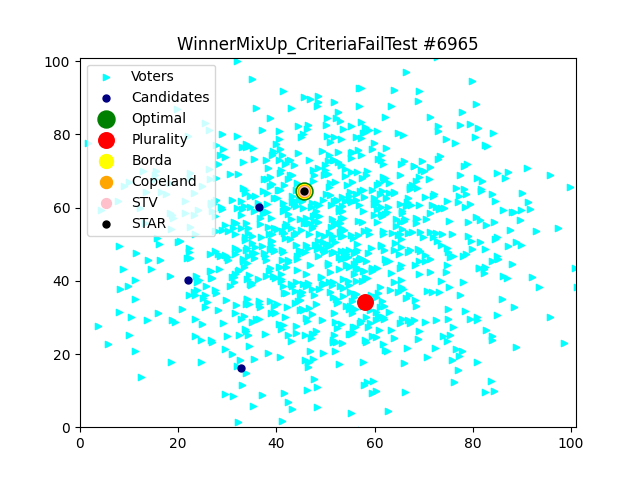 WinnerMixUp_CriteriaFailTest #6965
100
80
60
40
20
0
Voters
Candidates
Optimal
Plurality
Borda
Copeland
STV
STAR
0 20 40 60 80 100